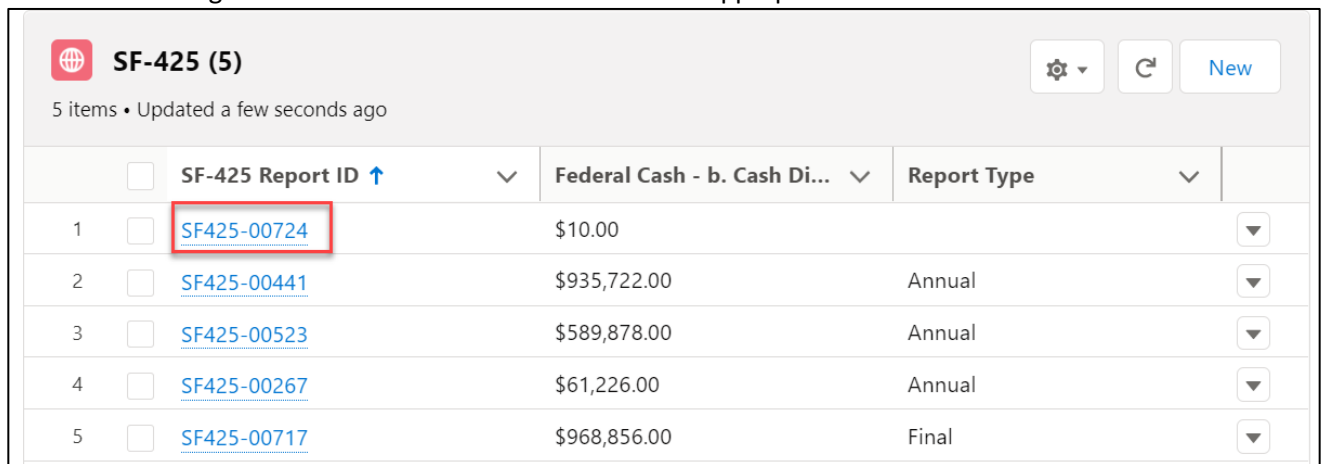 SF-425 (5)
New
5 items • Updated a few seconds ago
SF-425 Report ID ↑ Federal Cash - b. Cash Di... Report Type
1 SF425-00724 $10.00
2 SF425-00441 $935,722.00 Annual
3 SF425-00523 $589,878.00 Annual
4 SF425-00267 $61,226.00 Annual
5 SF425-00717 $968,856.00 Final